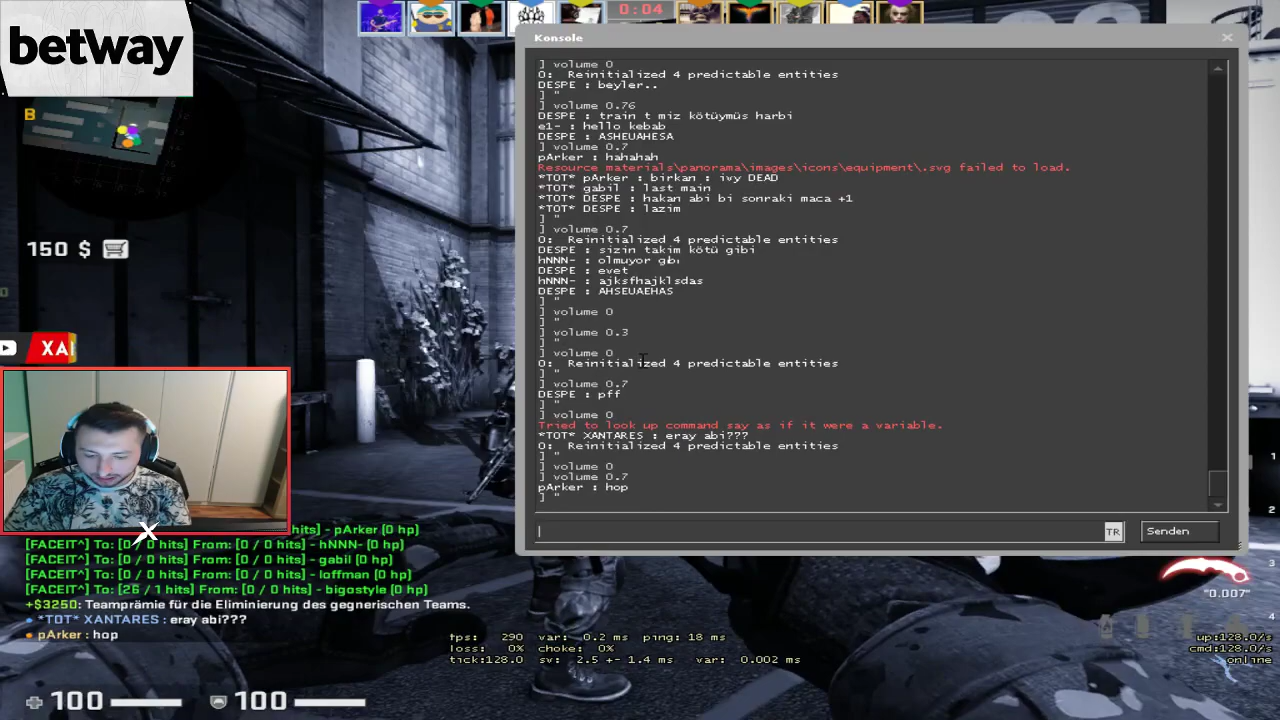 betway
0:04
B
150 $
XA
Konsole
] volume 0
0:  Reinitialized 4 predictable entities
DESPE : beyler..
] "
] volume 0.76
DESPE : train t miz kötüymüs harbi
e1- : hello kebab
DESPE : ASHEUAHESA
] volume 0.7
pArker : hahahah
Resource materials\panorama\images\icons\equipment\.svg failed to load.
*TOT* pArker : birkan : ivy DEAD
*TOT* gabil : last main
*TOT* DESPE : hakan abi bi sonraki maca +1
*TOT* DESPE : lazim
] "
] volume 0.7
0:  Reinitialized 4 predictable entities
DESPE : sizin takim kötü gibi
hNNN- : olmuyor gibi
DESPE : evet
hNNN- : ajksfhajklsdas
DESPE : AHSEUAEHAS
] "
] volume 0
] "
] volume 0.3
] "
] volume 0
0:  Reinitialized 4 predictable entities
] "
] volume 0.7
DESPE : pff
] "
] volume 0
Tried to look up command say as if it were a variable.
*TOT* XANTARES : eray abi???
0:  Reinitialized 4 predictable entities
] "
] volume 0
] volume 0.7
pArker : hop
] "
TR
Senden
hits] - pArker [0 hp]
[FACEIT^] To: [0 / 0 hits] From: [0 / 0 hits] - hNNN- [0 hp]
[FACEIT^] To: [0 / 0 hits] From: [0 / 0 hits] - gabil [0 hp]
[FACEIT^] To: [0 / 0 hits] From: [0 / 0 hits] - loffman [0 hp]
[FACEIT^] To: [26 / 1 hits] From: [0 / 0 hits] - bigostyle [0 hp]
+$3250: Teamprämie für die Eliminierung des gegnerischen Teams.
*TOT* XANTARES : eray abi???
pArker : hop
fps: 290 var: 0.2 ms ping: 18 ms
loss: 0% choke: 0%
tick:128.0 sv: 2.5 +- 1.4 ms var: 0.002 ms
1
2
3
"0.007"
4
up:128.0/s
cmd:128.0/s
online
100
100